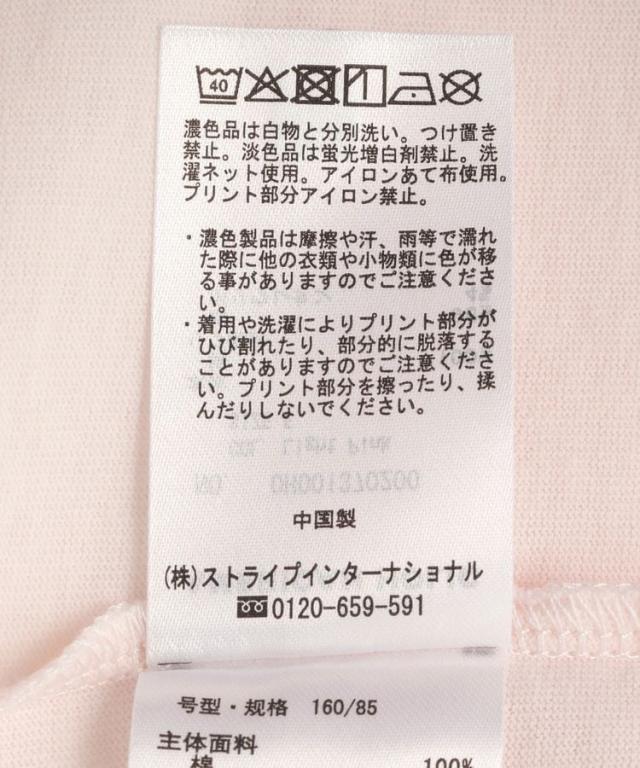 40
濃色品は白物と分別洗い。つけ置き
禁止。淡色品は蛍光増白剤禁止。洗
濯ネット使用。アイロンあて布使用。
プリント部分アイロン禁止。
・濃色製品は摩擦や汗、雨等で濡れ
た際に他の衣類や小物類に色が移
る事がありますのでご注意くださ
い。
・着用や洗濯によりプリント部分が
ひび割れたり、部分的に脱落する
ことがありますのでご注意くださ
い。プリント部分を擦ったり、揉
んだりしないでください。
COL. Light Pink
NO. 0H001370200
中国製
(株)ストライプインターナショナル
0120-659-591
号型・规格 160/85
主体面料
棉 100%